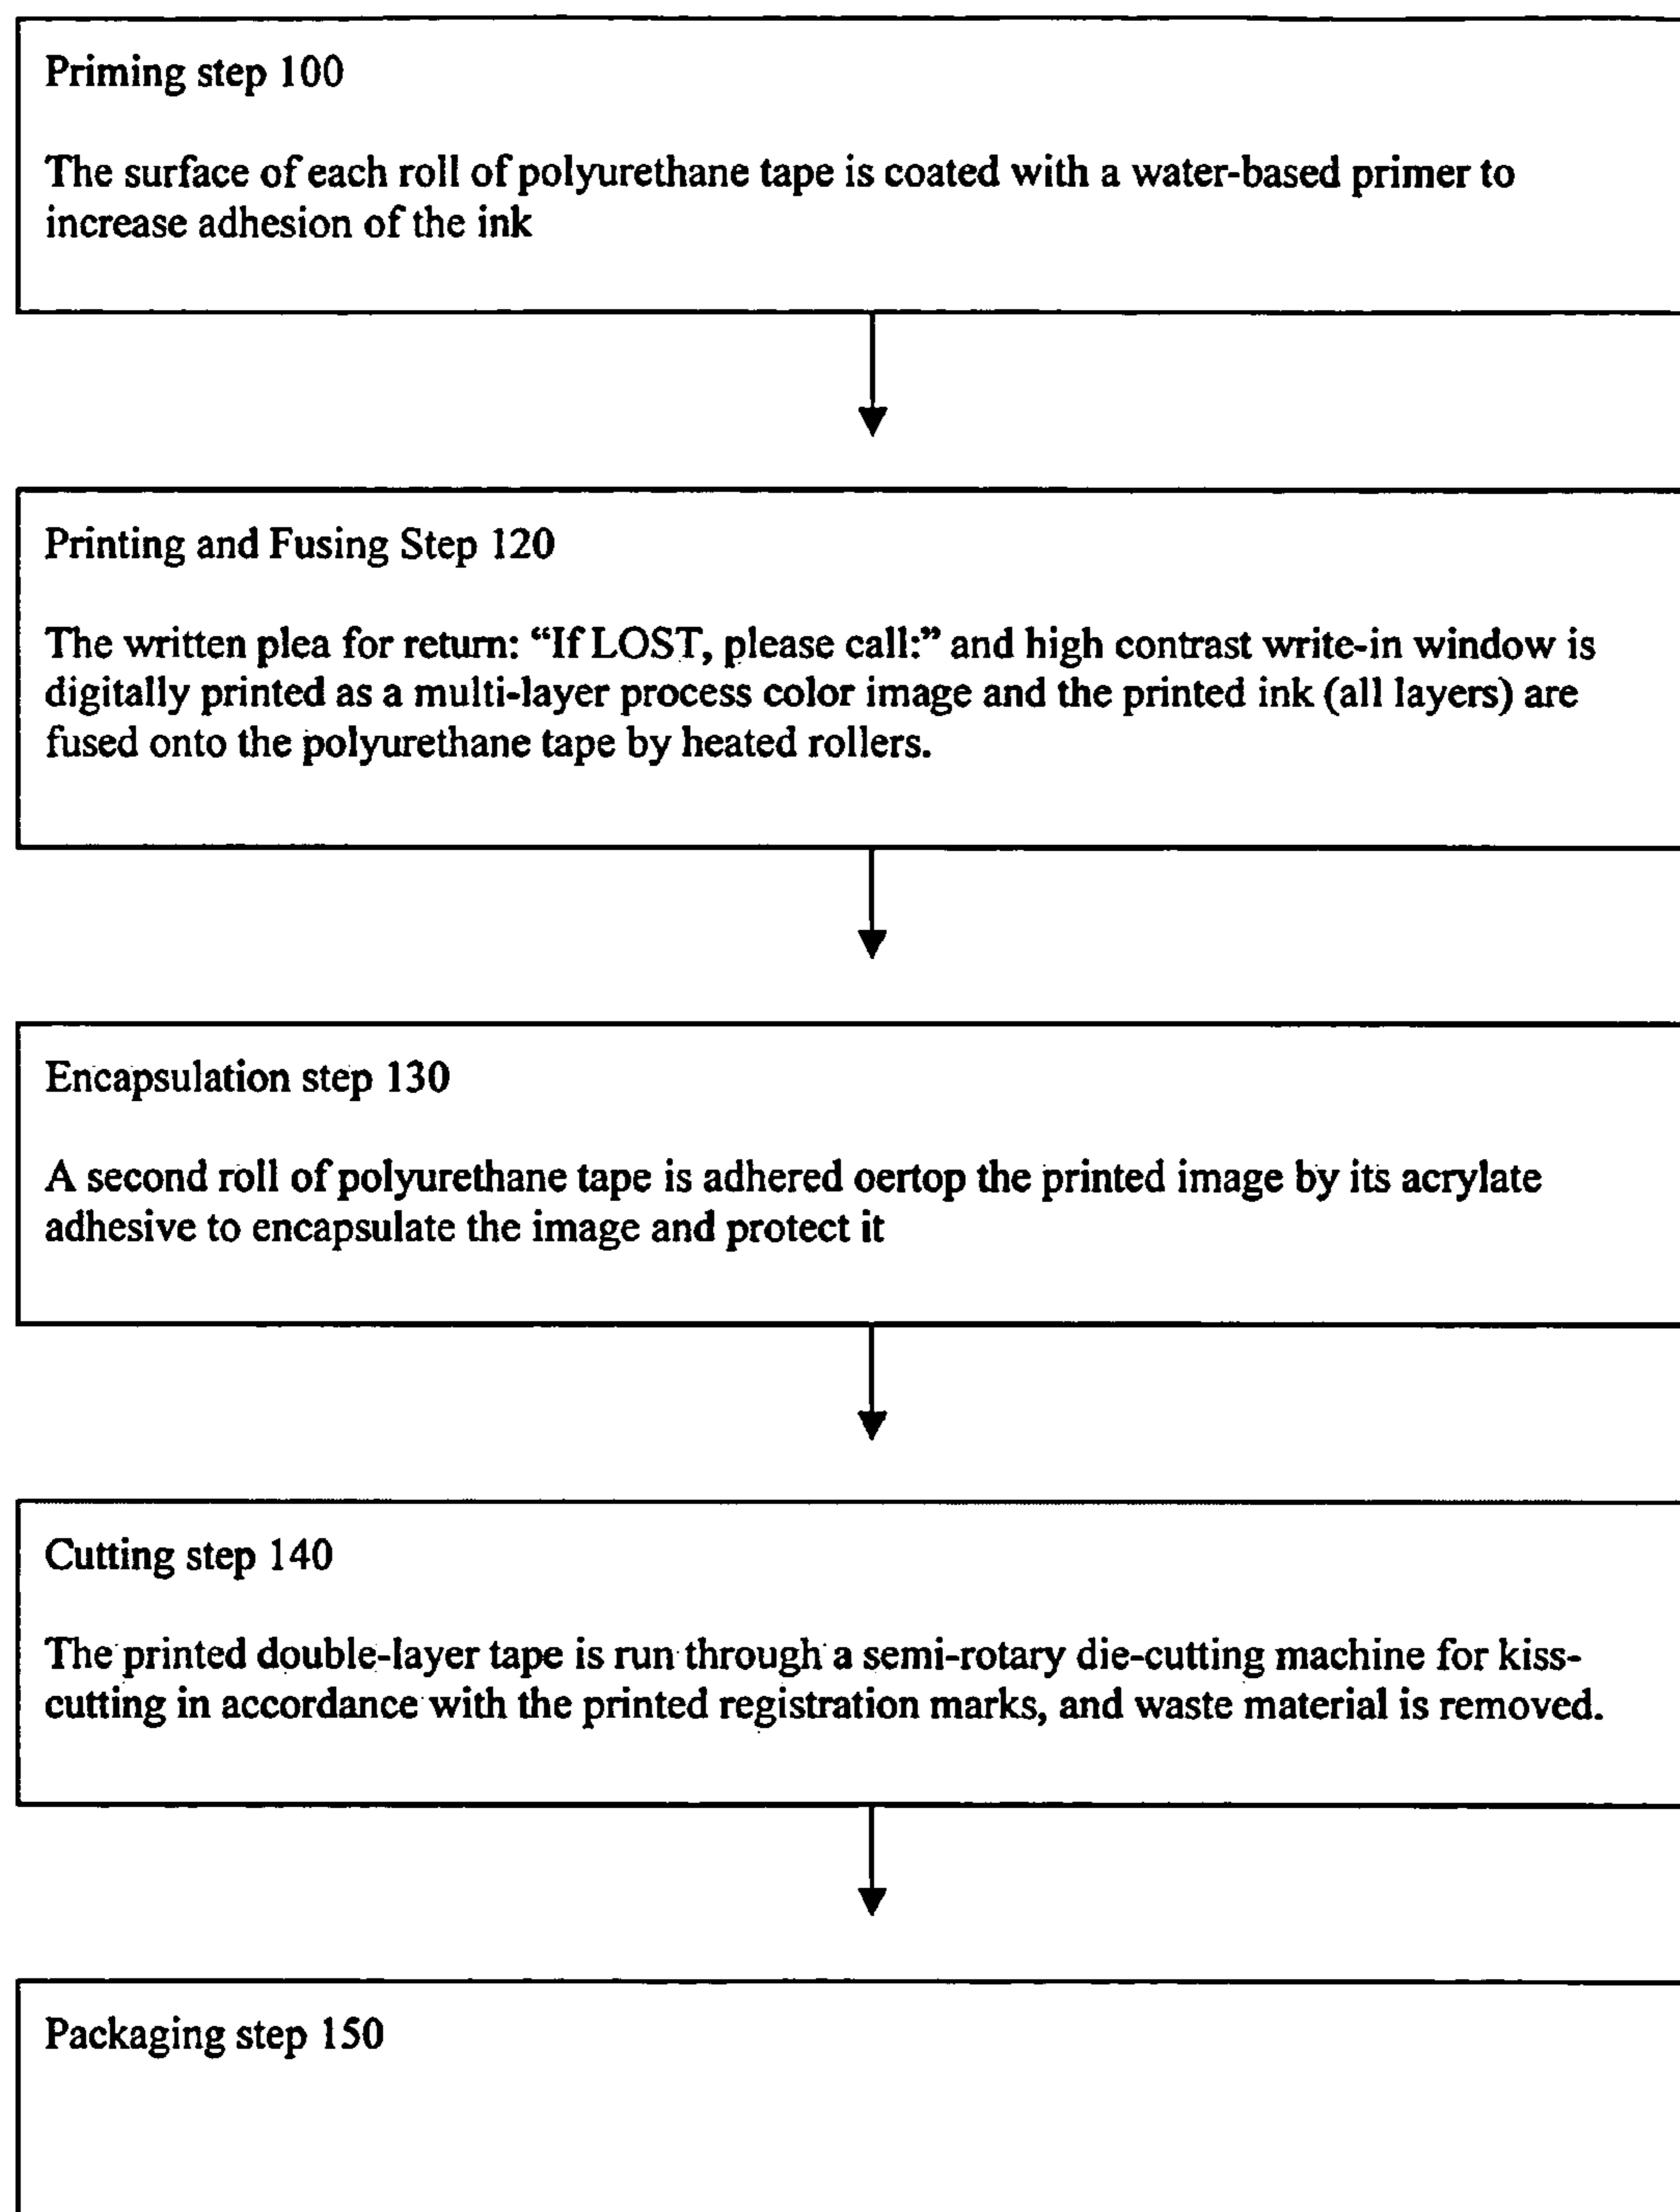 Priming step 100
The surface of each roll of polyurethane tape is coated with a water-based primer to
increase adhesion of the ink
Printing and Fusing Step 120
The written plea for return: “If LOST, please call:” and high contrast write-in window is
digitally printed as a multi-layer process color image and the printed ink (all layers) are
fused onto the polyurethane tape by heated rollers.
Encapsulation step 130
A second roll of polyurethane tape is adhered oertop the printed image by its acrylate
adhesive to encapsulate the image and protect it
Cutting step 140
The printed double-layer tape is run through a semi-rotary die-cutting machine for kiss-
cutting in accordance with the printed registration marks, and waste material is removed.
Packaging step 150